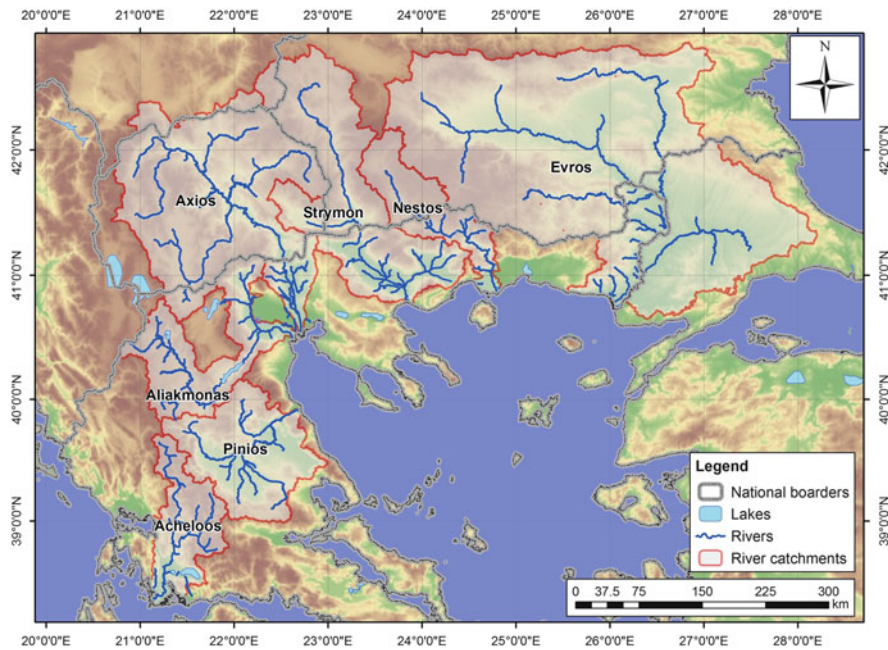 N
42°0'0"N
41°0'0"N
40°0'0"N
39°0'0"N
20°0'0"E 21°0'0"E 22°0'0"E 23°0'0"E 24°0'0"E 25°0'0"E 26°0'0"E 27°0'0"E 28°0'0"E
Evros
Axios
Strymon
Nestos
Aliakmonas
Pinios
Acheloos
42°0'0"N
41°0'0"N
40°0'0"N
39°0'0"N
Legend
National boarders
Lakes
Rivers
River catchments
0 37.5 75 150 225 300
km
20°0'0"E 21°0'0"E 22°0'0"E 23°0'0"E 24°0'0"E 25°0'0"E 26°0'0"E 27°0'0"E 28°0'0"E